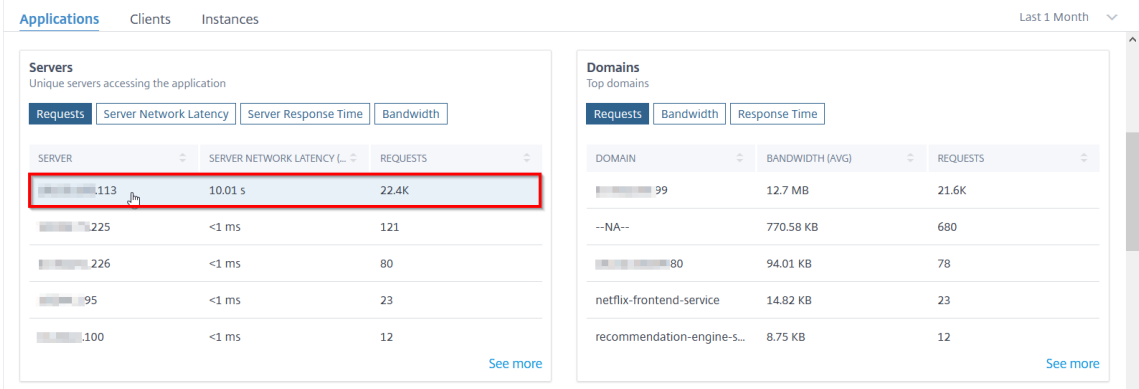 Applications Clients Instances Last 1 Month
Servers
Unique servers accessing the application
Requests Server Network Latency Server Response Time Bandwidth
SERVER SERVER NETWORK LATENCY (... REQUESTS
.113 10.01 s 22.4K
.225 <1 ms 121
.226 <1 ms 80
95 <1 ms 23
.100 <1 ms 12
See more
Domains
Top domains
Requests Bandwidth Response Time
DOMAIN BANDWIDTH (AVG) REQUESTS
99 12.7 MB 21.6K
--NA-- 770.58 KB 680
80 94.01 KB 78
netflix-frontend-service 14.82 KB 23
recommendation-engine-s... 8.75 KB 12
See more